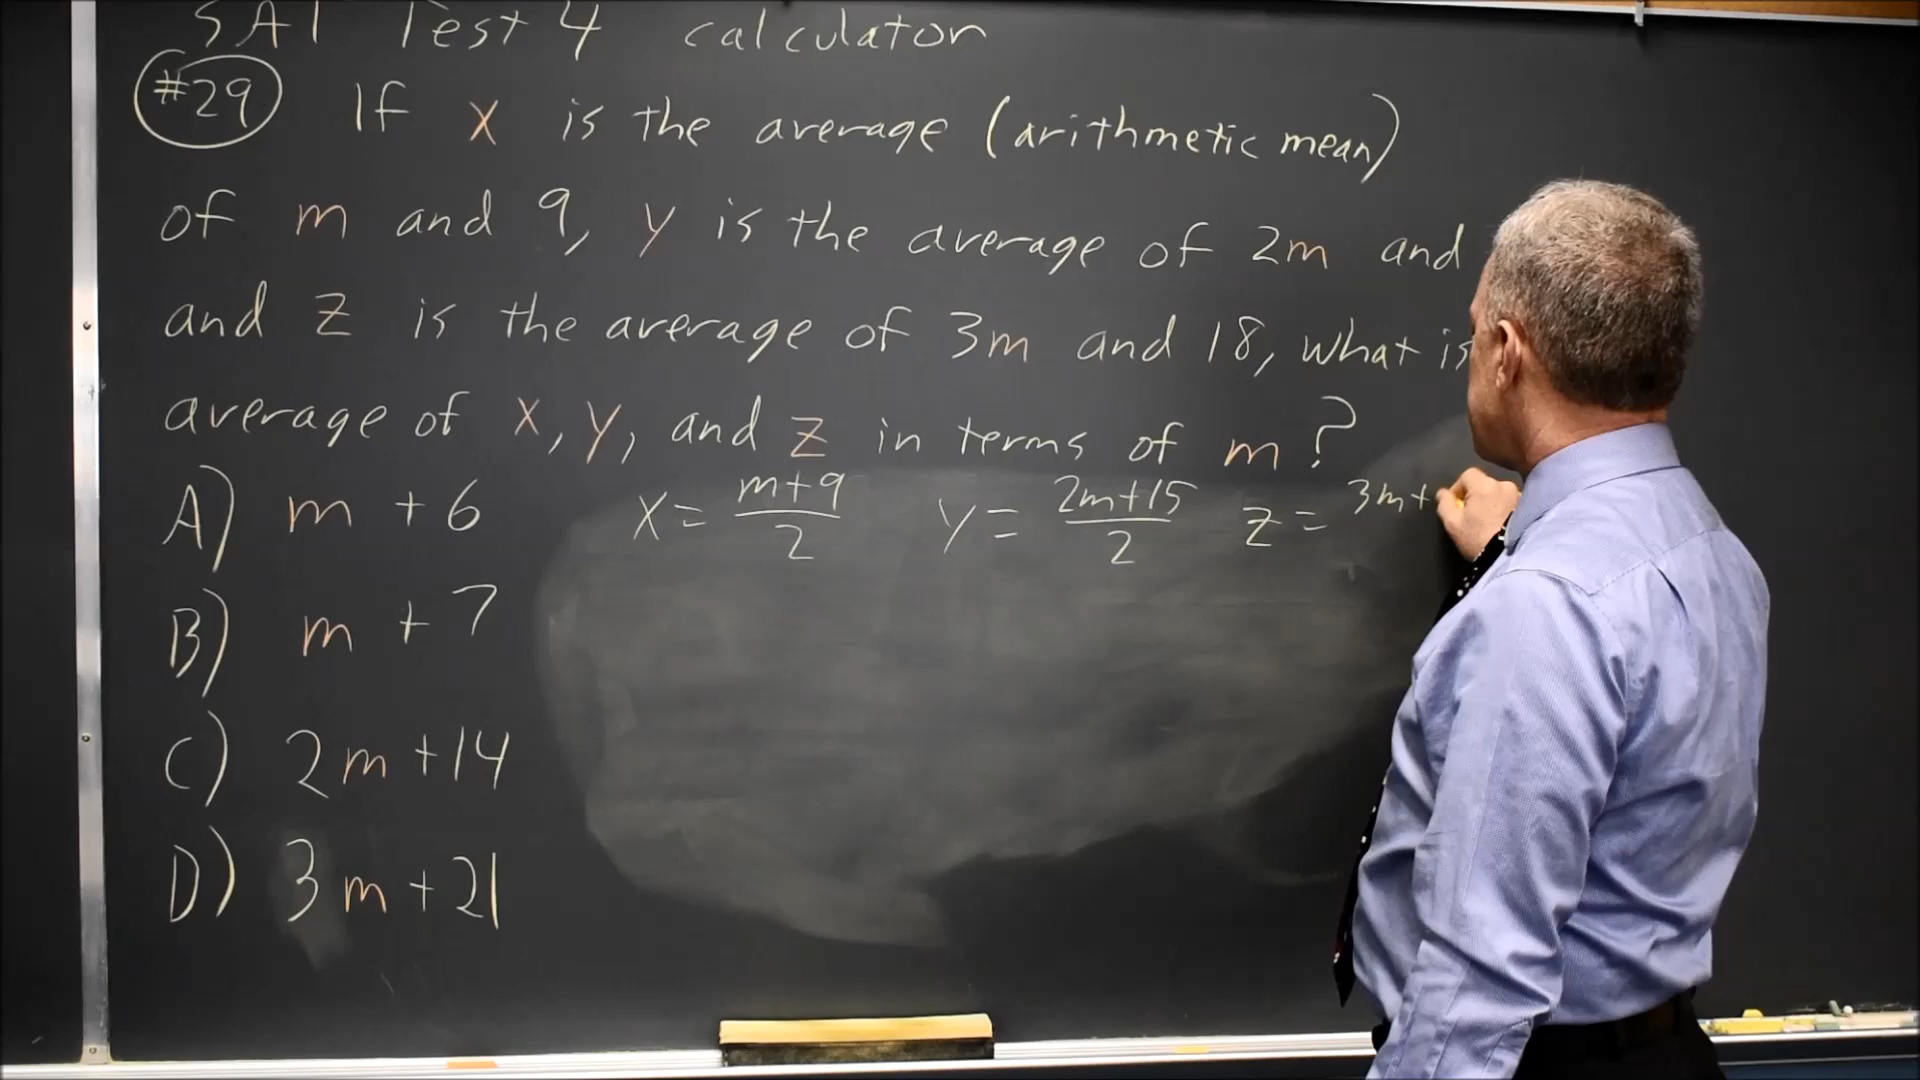 SAT Test 4 calculator
#29 If x is the average (arithmetic mean)
of m and 9, y is the average of 2m and
and z is the average of 3m and 18, what is
average of x, y, and z in terms of m?
A) m + 6
x = (m+9)/2 y = (2m+15)/2 z = 3m+
B) m + 7
C) 2m + 14
D) 3m + 21